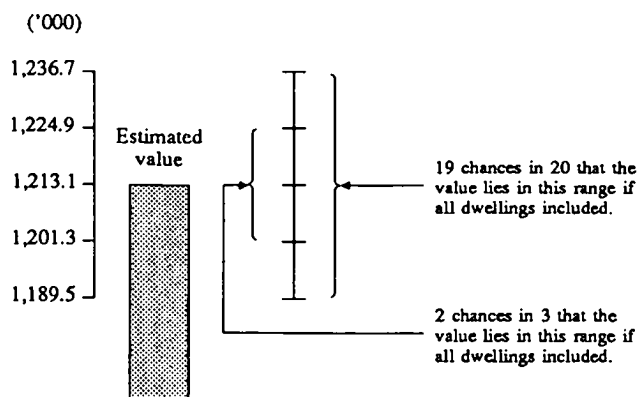 ('000)
1,236.7
1,224.9
1,213.1
1,201.3
1,189.5
Estimated
value
19 chances in 20 that the
value lies in this range if
all dwellings included.
2 chances in 3 that the
value lies in this range if
all dwellings included.